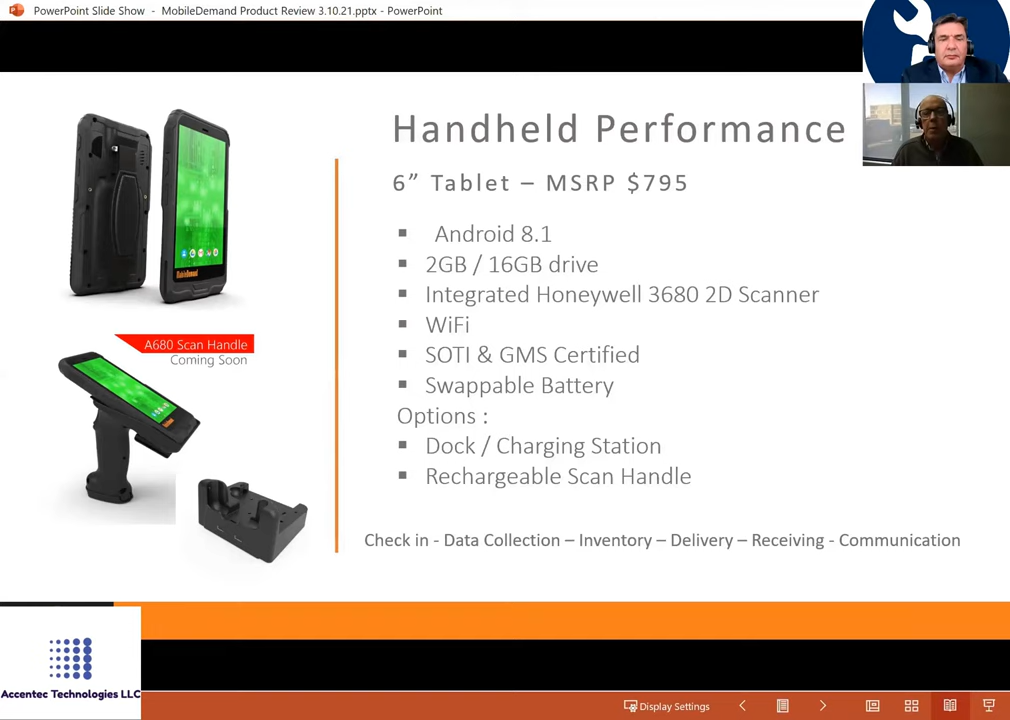 PowerPoint Slide Show - MobileDemand Product Review 3.10.21.pptx - PowerPoint
Handheld Performance
6” Tablet – MSRP $795
▪ Android 8.1
▪ 2GB / 16GB drive
▪ Integrated Honeywell 3680 2D Scanner
▪ WiFi
▪ SOTI & GMS Certified
▪ Swappable Battery
Options :
▪ Dock / Charging Station
▪ Rechargeable Scan Handle
MobileDemand
A680 Scan Handle
Coming Soon
Check in - Data Collection – Inventory – Delivery – Receiving - Communication
Accentec Technologies LLC
Display Settings